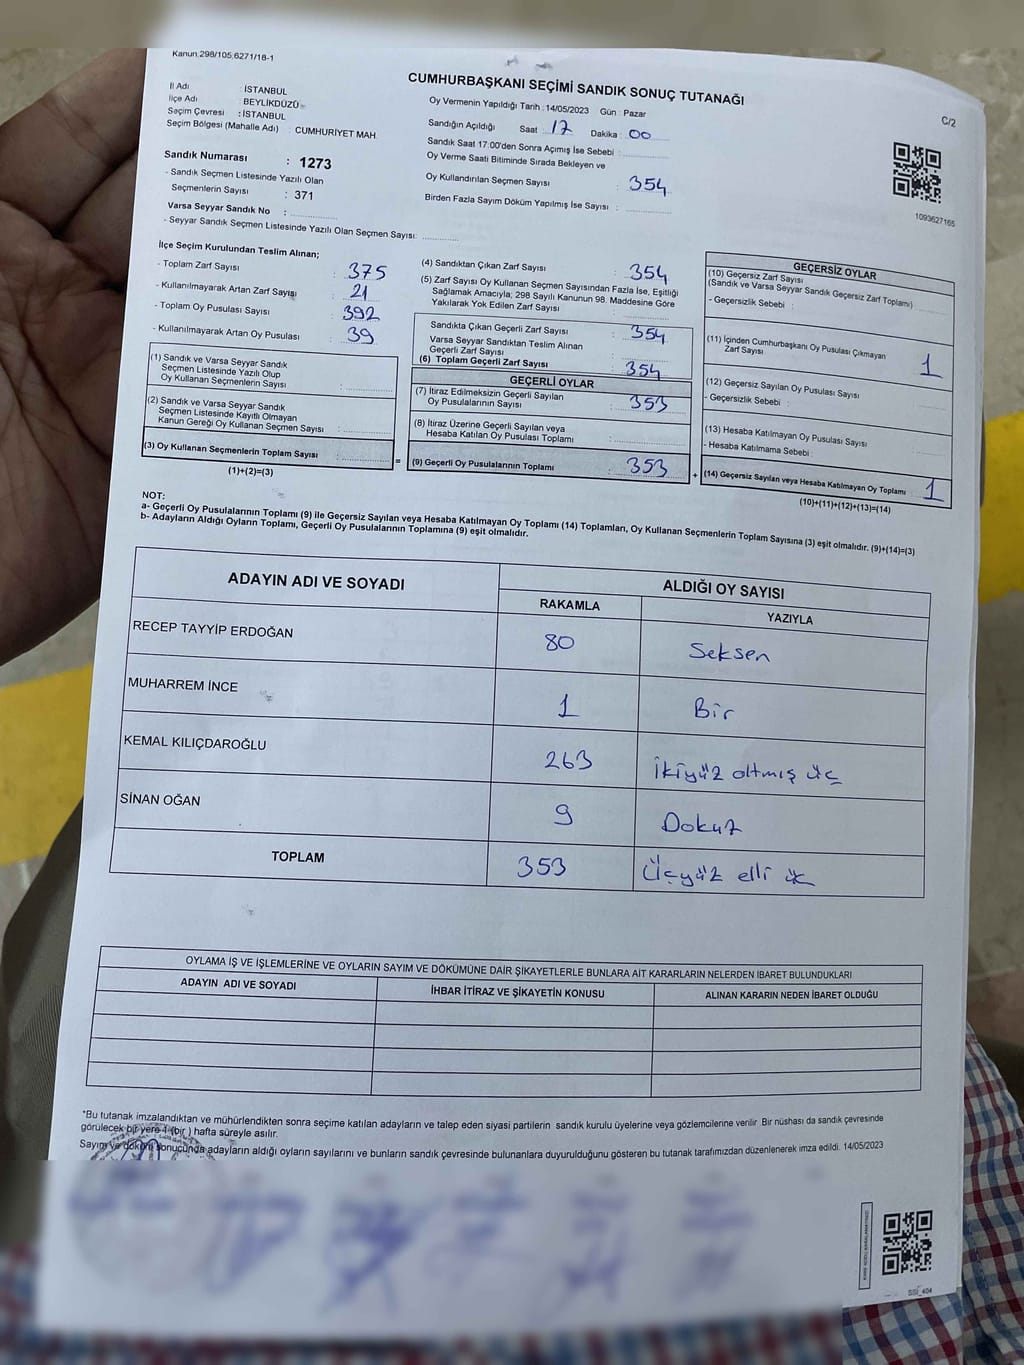 Kanun:298/105;6271/18-1
CUMHURBAŞKANI SEÇİMİ SANDIK SONUÇ TUTANAĞI
C/2
İl Adı : İSTANBUL
İlçe Adı : BEYLİKDÜZÜ
Seçim Çevresi : İSTANBUL
Seçim Bölgesi (Mahalle Adı) : CUMHURİYET MAH.
Sandık Numarası : 1273
- Sandık Seçmen Listesinde Yazılı Olan
Seçmenlerin Sayısı : 371
Varsa Seyyar Sandık No :
- Seyyar Sandık Seçmen Listesinde Yazılı Olan Seçmen Sayısı:
Oy Vermenin Yapıldığı Tarih : 14/05/2023 Gün : Pazar
Sandığın Açıldığı Saat : 17 Dakika : 00
Sandık Saat 17:00'den Sonra Açımış İse Sebebi :
Oy Verme Saati Bitiminde Sırada Bekleyen ve
Oy Kullandırılan Seçmen Sayısı : 354
Birden Fazla Sayım Döküm Yapılmış İse Sayısı :
1093627165
İlçe Seçim Kurulundan Teslim Alınan;
- Toplam Zarf Sayısı : 375
- Kullanılmayarak Artan Zarf Sayısı : 21
- Toplam Oy Pusulası Sayısı : 392
- Kullanılmayarak Artan Oy Pusulası : 39
(1) Sandık ve Varsa Seyyar Sandık
Seçmen Listesinde Yazılı Olup
Oy Kullanan Seçmenlerin Sayısı :
(2) Sandık ve Varsa Seyyar Sandık
Seçmen Listesinde Kayıtlı Olmayan
Kanun Gereği Oy Kullanan Seçmen Sayısı :
(3) Oy Kullanan Seçmenlerin Toplam Sayısı :
(1)+(2)=(3)
(4) Sandıktan Çıkan Zarf Sayısı : 354
(5) Zarf Sayısı Oy Kullanan Seçmen Sayısından Fazla İse, Eşitliği
Sağlamak Amacıyla; 298 Sayılı Kanunun 98. Maddesine Göre
Yakılarak Yok Edilen Zarf Sayısı :
Sandıkta Çıkan Geçerli Zarf Sayısı : 354
Varsa Seyyar Sandıktan Teslim Alınan
Geçerli Zarf Sayısı :
(6) Toplam Geçerli Zarf Sayısı : 354
GEÇERLİ OYLAR
(7) İtiraz Edilmeksizin Geçerli Sayılan
Oy Pusulalarının Sayısı : 353
(8) İtiraz Üzerine Geçerli Sayılan veya
Hesaba Katılan Oy Pusulası Toplamı :
= (9) Geçerli Oy Pusulalarının Toplamı : 353
GEÇERSİZ OYLAR
(10) Geçersiz Zarf Sayısı
(Sandık ve Varsa Seyyar Sandık Geçersiz Zarf Toplamı) :
- Geçersizlik Sebebi :
(11) İçinden Cumhurbaşkanı Oy Pusulası Çıkmayan
Zarf Sayısı : 1
(12) Geçersiz Sayılan Oy Pusulası Sayısı :
- Geçersizlik Sebebi :
(13) Hesaba Katılmayan Oy Pusulası Sayısı :
- Hesaba Katılmama Sebebi :
+ (14) Geçersiz Sayılan veya Hesaba Katılmayan Oy Toplamı : 1
(10)+(11)+(12)+(13)=(14)
NOT:
a- Geçerli Oy Pusulalarının Toplamı (9) ile Geçersiz Sayılan veya Hesaba Katılmayan Oy Toplamı (14) Toplamları, Oy Kullanan Seçmenlerin Toplam Sayısına (3) eşit olmalıdır. (9)+(14)=(3)
b- Adayların Aldığı Oyların Toplamı, Geçerli Oy Pusulalarının Toplamına (9) eşit olmalıdır.
ADAYIN ADI VE SOYADI ALDIĞI OY SAYISI
RAKAMLA YAZIYLA
RECEP TAYYİP ERDOĞAN 80 Seksen
MUHARREM İNCE 1 Bir
KEMAL KILIÇDAROĞLU 263 İkiyüz altmış üç
SİNAN OĞAN 9 Dokuz
TOPLAM 353 Üçyüz elli üç
OYLAMA İŞ VE İŞLEMLERİNE VE OYLARIN SAYIM VE DÖKÜMÜNE DAİR ŞİKAYETLERLE BUNLARA AİT KARARLARIN NELERDEN İBARET BULUNDUKLARI
ADAYIN ADI VE SOYADI İHBAR İTİRAZ VE ŞİKAYETİN KONUSU ALINAN KARARIN NEDEN İBARET OLDUĞU
*Bu tutanak imzalandıktan ve mühürlendikten sonra seçime katılan adayların ve talep eden siyasi partilerin sandık kurulu üyelerine veya gözlemcilerine verilir. Bir nüshası da sandık çevresinde
görülecek bir yere 1 (bir) hafta süreyle asılır.
Sayım ve döküm sonucunda adayların aldığı oyların sayılarını ve bunların sandık çevresinde bulunanlara duyurulduğunu gösteren bu tutanak tarafımızdan düzenlenerek imza edildi. 14/05/2023
SSİ_404